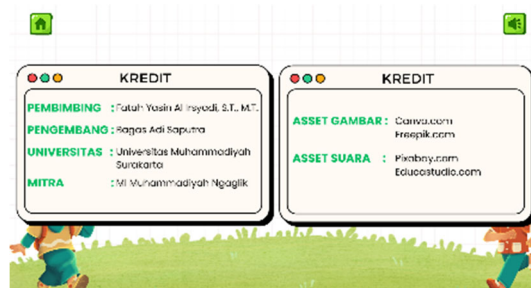 KREDIT
PEMBIMBING : Fatah Yasin Al Irsyadi, S.T., M.T.
PENGEMBANG : Bagas Adi Saputra
UNIVERSITAS : Universitas Muhammadiyah
Surakarta
MITRA : MI Muhammadiyah Ngaglik
KREDIT
ASSET GAMBAR : Canva.com
Freepik.com
ASSET SUARA : Pixabay.com
Educastudio.com